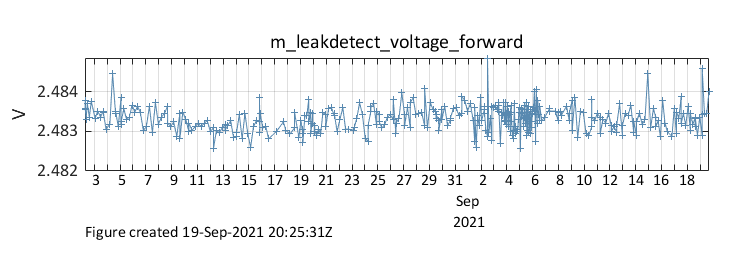 m_leakdetect_voltage_forward
V
2.484
2.483
2.482
3 5 7 9 11 13 15 17 19 21 23 25 27 29 31 2 4 6 8 10 12 14 16 18
Sep
2021
Figure created 19-Sep-2021 20:25:31Z